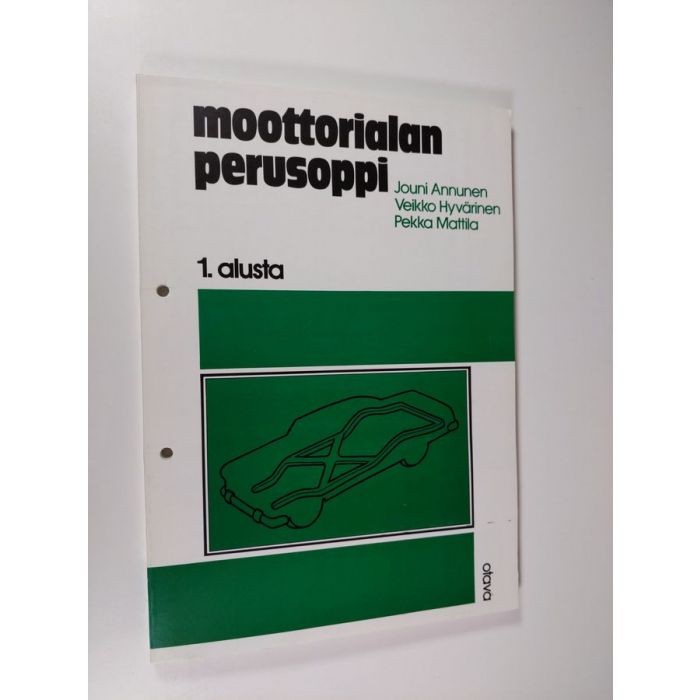 moottorialan
perusoppi
Jouni Annunen
Veikko Hyvärinen
Pekka Mattila
1. alusta
otava